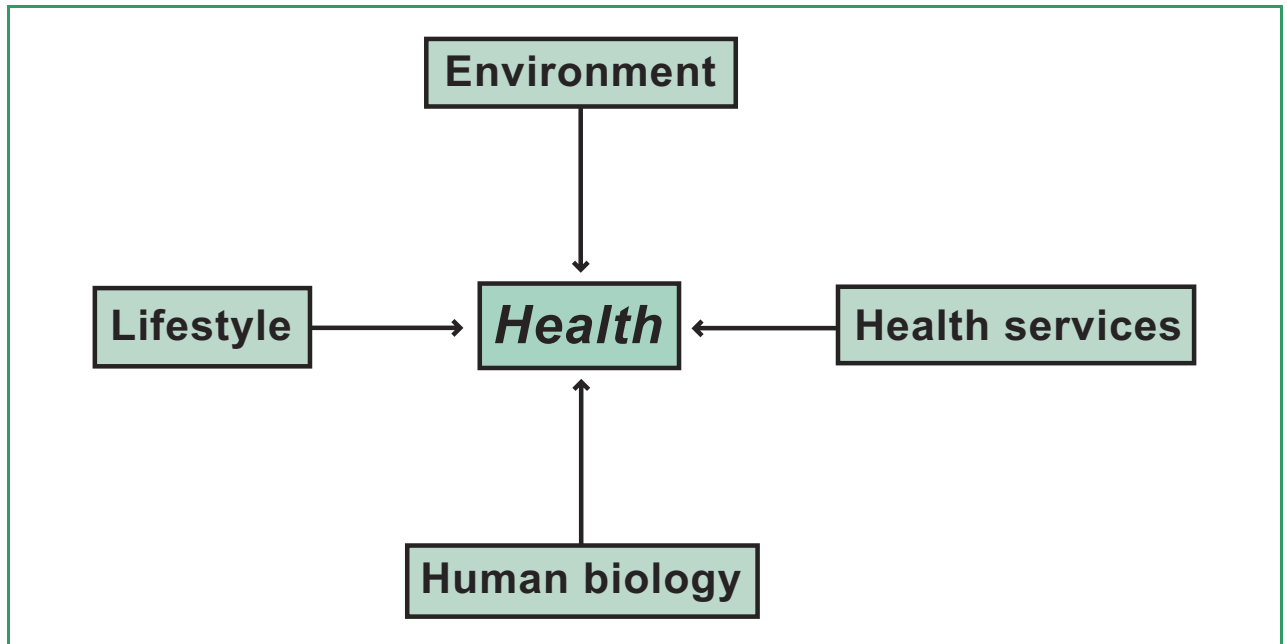 Environment
Lifestyle
Health
Health services
Human biology